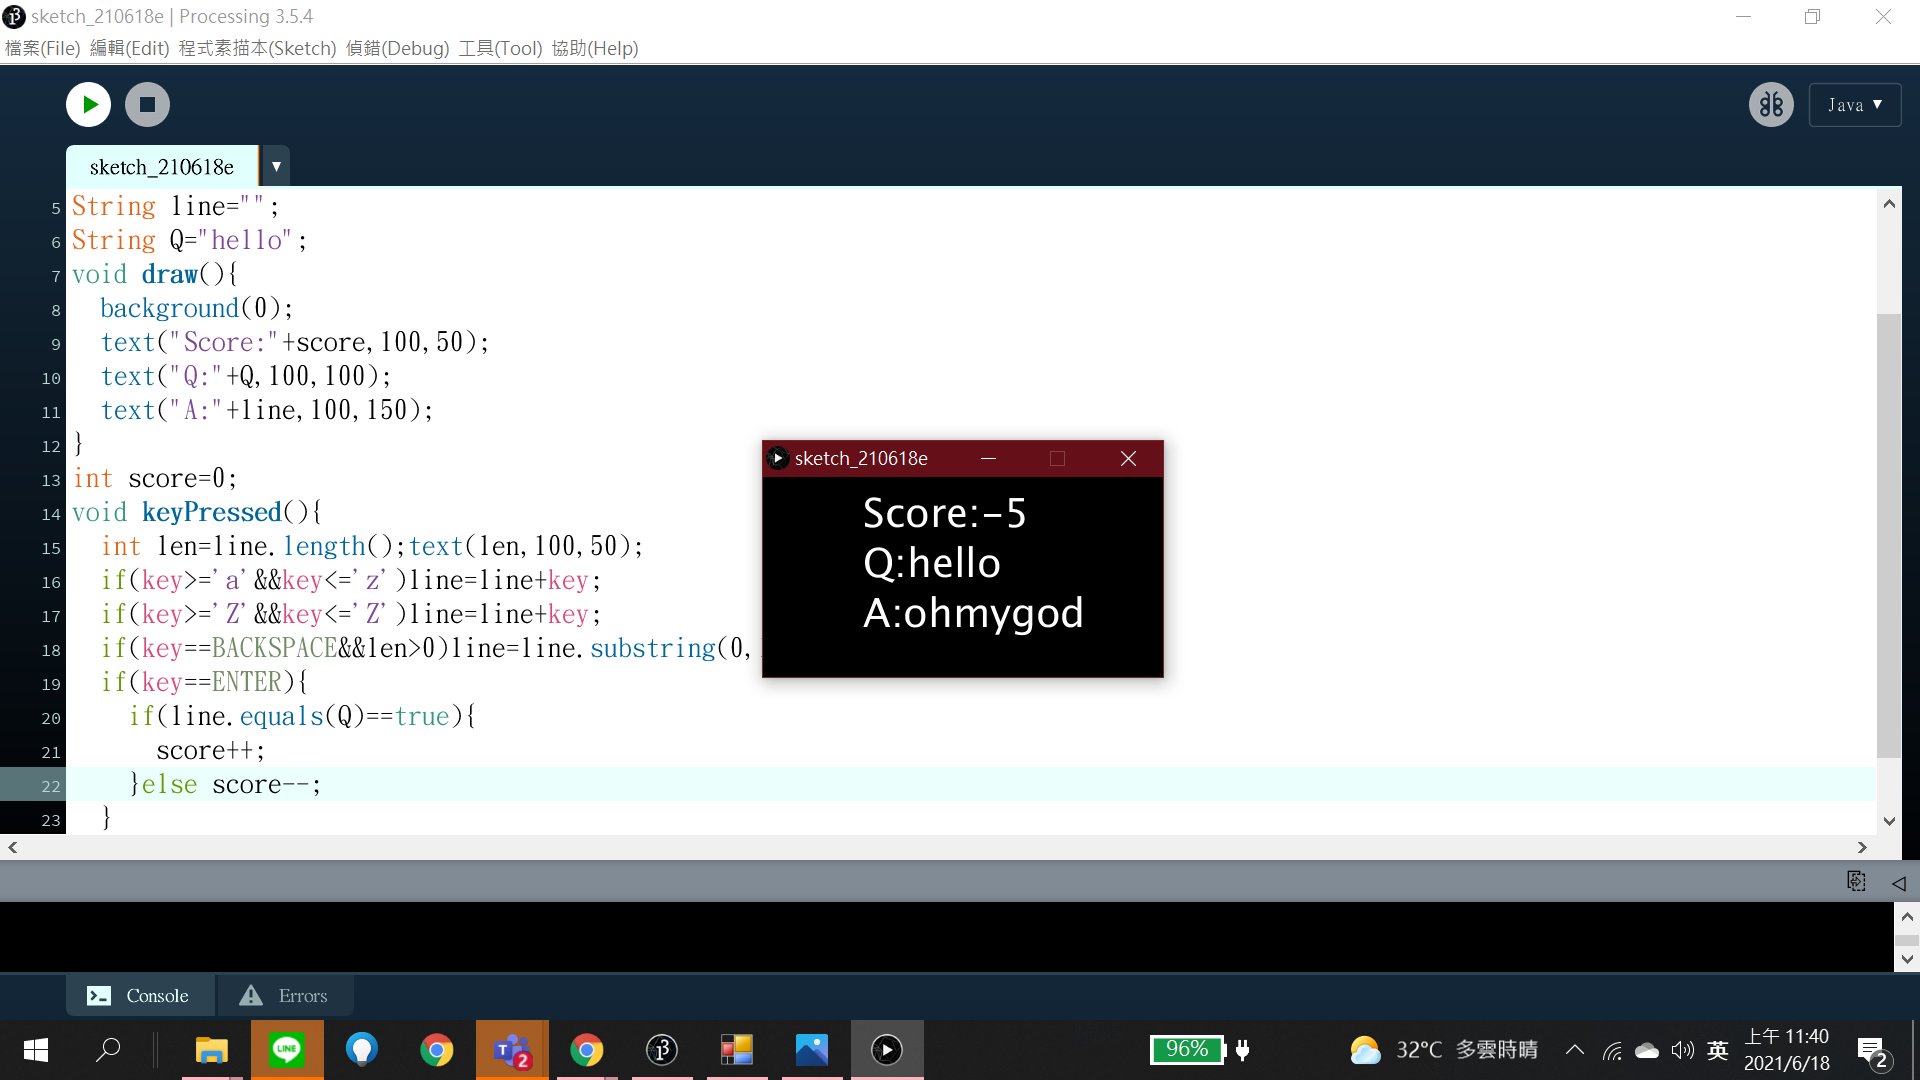 sketch_210618e | Processing 3.5.4
檔案(File) 編輯(Edit) 程式素描本(Sketch) 偵錯(Debug) 工具(Tool) 協助(Help)
Java ▼
sketch_210618e ▼
5 String line="";
6 String Q="hello";
7 void draw(){
8 background(0);
9 text("Score:"+score,100,50);
10 text("Q:"+Q,100,100);
11 text("A:"+line,100,150);
12 }
13 int score=0;
14 void keyPressed(){
15 int len=line.length();text(len,100,50);
16 if(key>='a'&&key<='z')line=line+key;
17 if(key>='Z'&&key<='Z')line=line+key;
18 if(key==BACKSPACE&&len>0)line=line.substring(0,
19 if(key==ENTER){
20 if(line.equals(Q)==true){
21 score++;
22 }else score--;
23 }
sketch_210618e
Score:-5
Q:hello
A:ohmygod
Console Errors
LINE
T 2
96%
32°C 多雲時晴
英
上午 11:40
2021/6/18
2